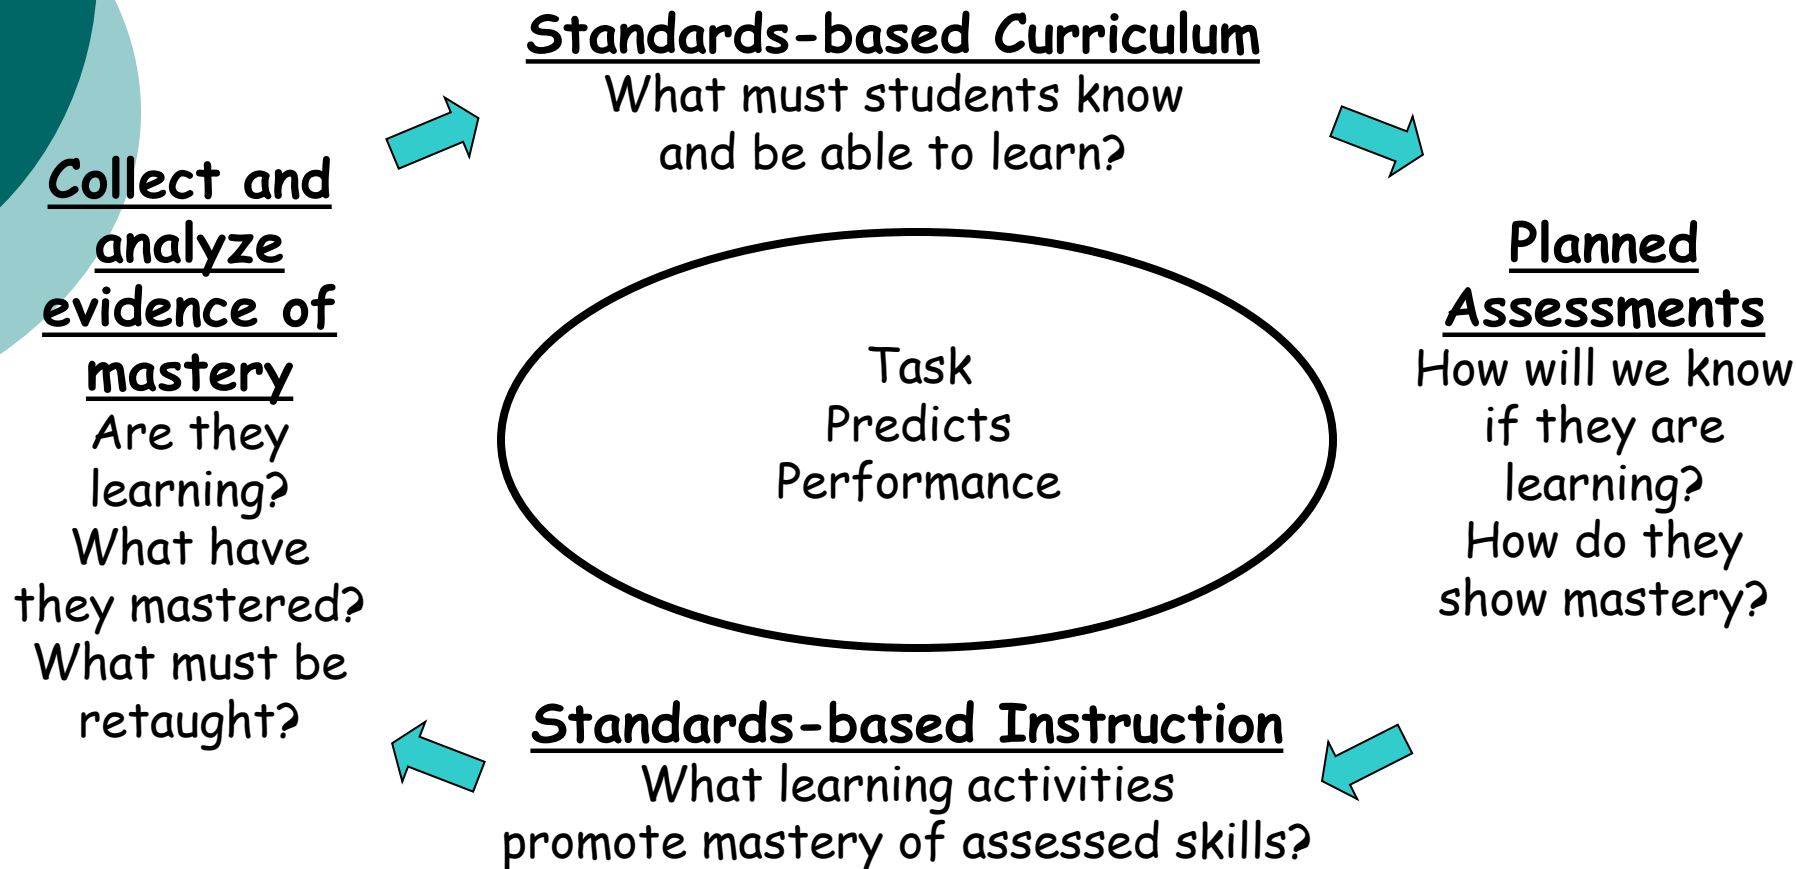 Standards-based Curriculum
What must students know
and be able to learn?
Planned
Assessments
How will we know
if they are
learning?
How do they
show mastery?
Standards-based Instruction
What learning activities
promote mastery of assessed skills?
Collect and
analyze
evidence of
mastery
Are they
learning?
What have
they mastered?
What must be
retaught?
Task
Predicts
Performance